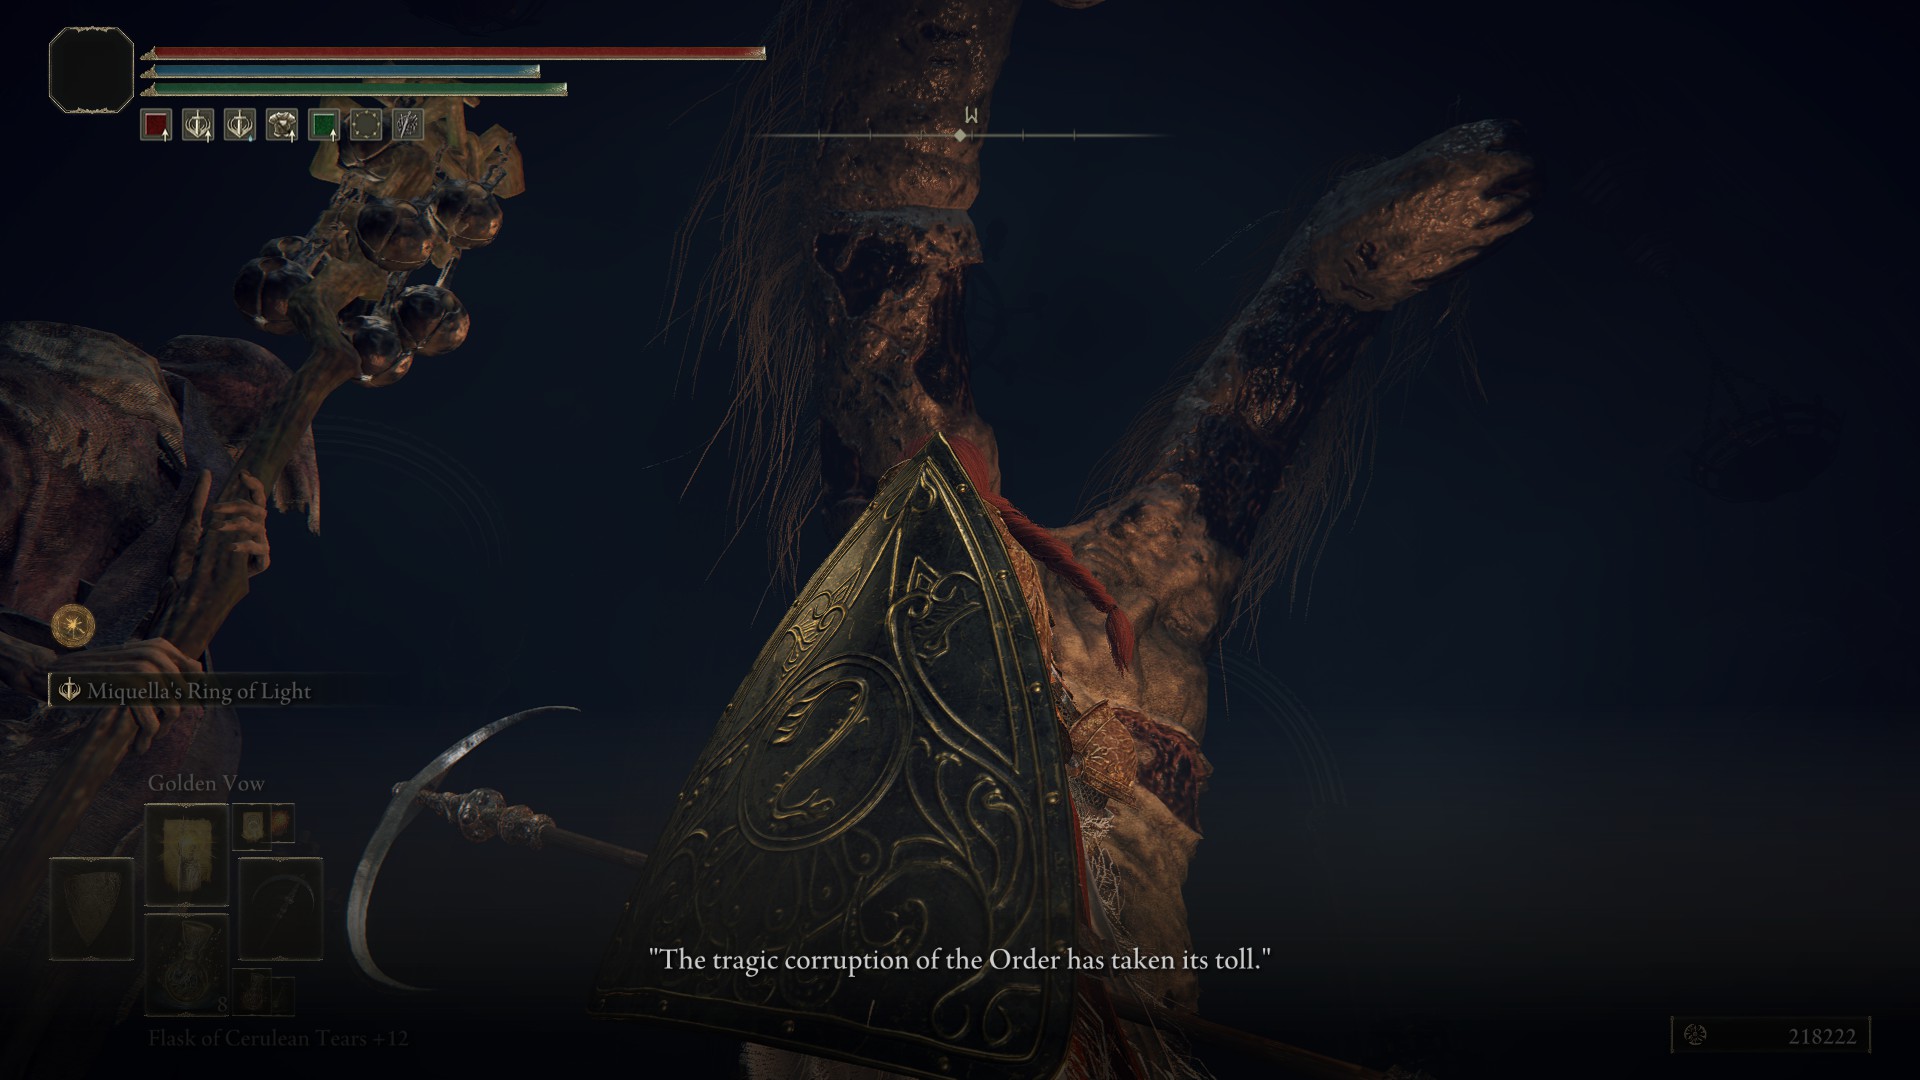 W
Miquella's Ring of Light
Golden Vow
8
"The tragic corruption of the Order has taken its toll."
Flask of Cerulean Tears +12
218222